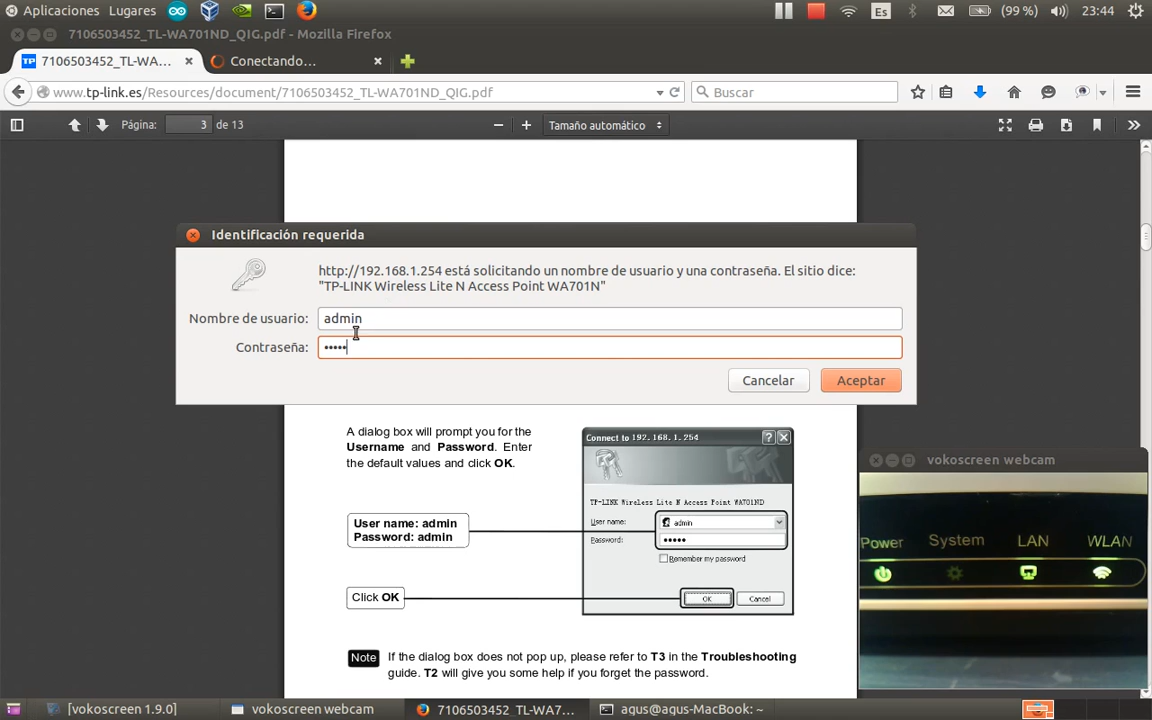 Aplicaciones Lugares
Es
(99 %)
23:44
7106503452_TL-WA701ND_QIG.pdf - Mozilla Firefox
7106503452_TL-WA...
Conectando...
www.tp-link.es/Resources/document/7106503452_TL-WA701ND_QIG.pdf
Buscar
Página: 3 de 13
Tamaño automático
Identificación requerida
http://192.168.1.254 está solicitando un nombre de usuario y una contraseña. El sitio dice:
"TP-LINK Wireless Lite N Access Point WA701N"
Nombre de usuario: admin
Contraseña: •••••
Cancelar
Aceptar
A dialog box will prompt you for the
Username and Password. Enter
the default values and click OK.
User name: admin
Password: admin
Click OK
Connect to 192.168.1.254
TP-LINK Wireless Lite N Access Point WA701ND
User name: admin
Password: •••••
Remember my password
OK
Cancel
Note If the dialog box does not pop up, please refer to T3 in the Troubleshooting
guide. T2 will give you some help if you forget the password.
vokoscreen webcam
Power System LAN WLAN
[vokoscreen 1.9.0]
vokoscreen webcam
7106503452_TL-WA7...
agus@agus-MacBook: ~